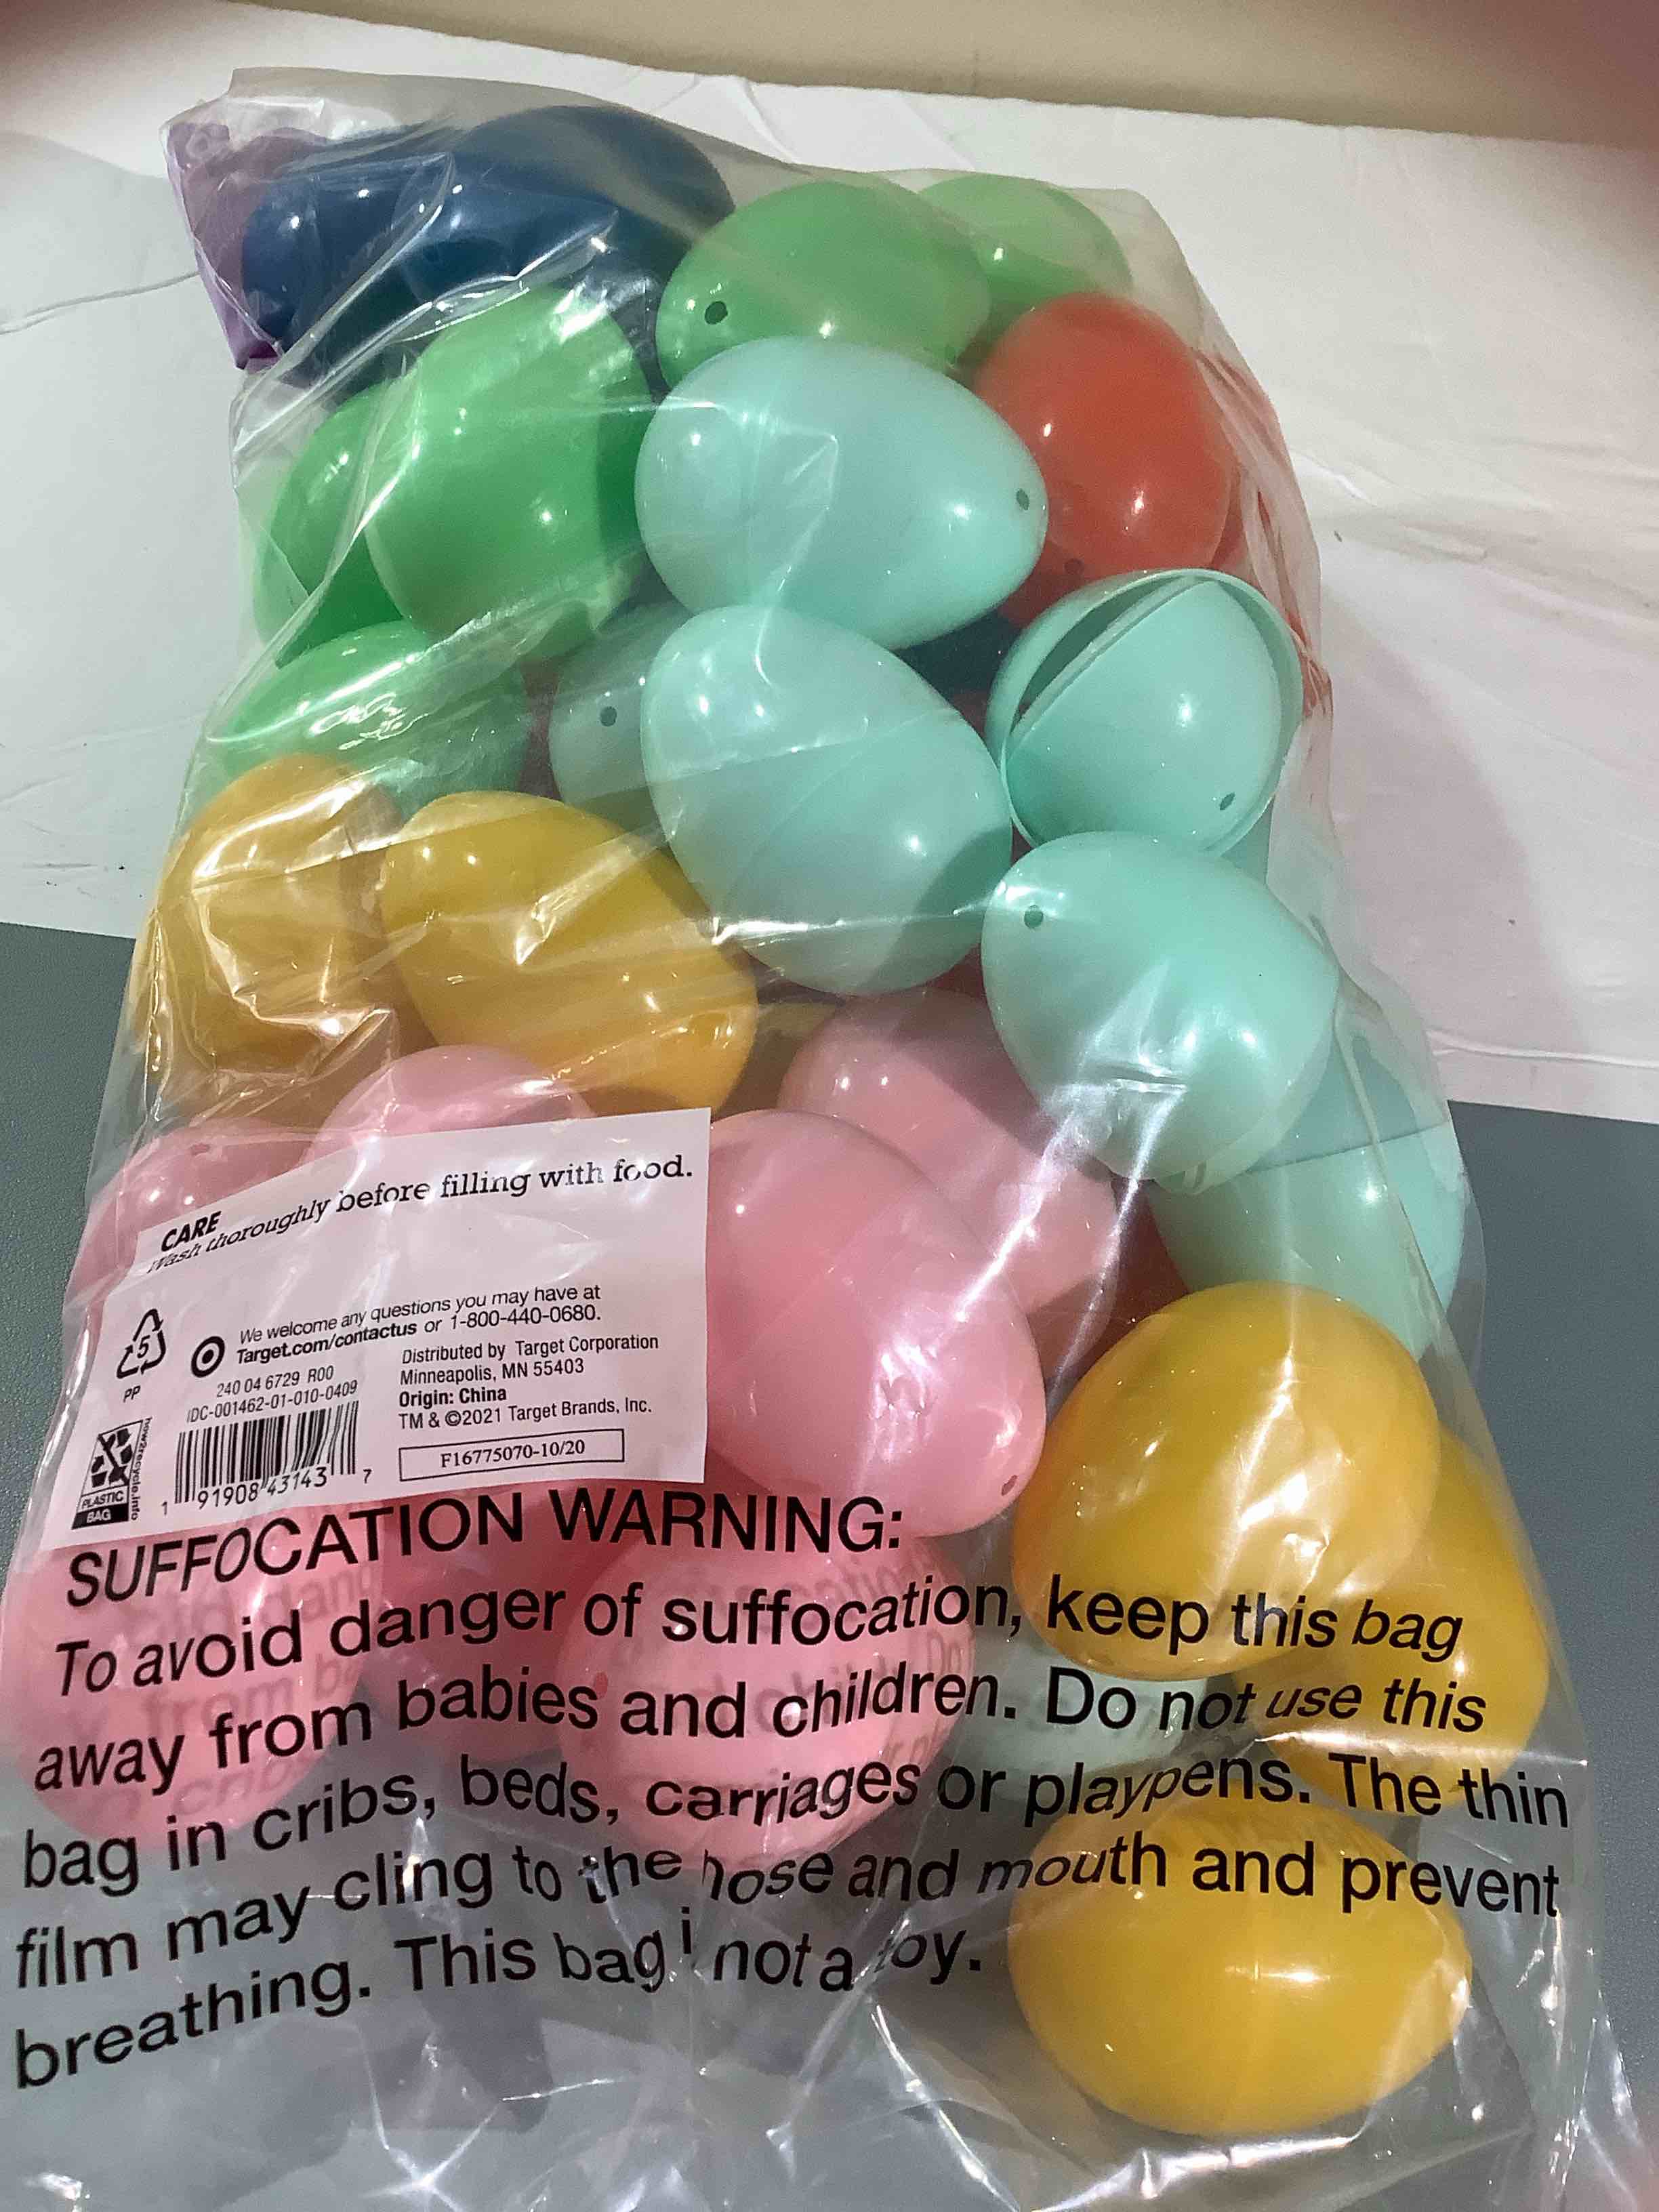 CARE
Wash thoroughly before filling with food.
We welcome any questions you may have at
Target.com/contactus or 1-800-440-0680.
5
PP
240 04 6729 R00
IDC-001462-01-010-0409
Distributed by Target Corporation
Minneapolis, MN 55403
Origin: China
TM & ©2021 Target Brands, Inc.
F16775070-10/20
how2recycle.info
PLASTIC
BAG
1 91908 43143 7
SUFFOCATION WARNING:
To avoid danger of suffocation, keep this bag
away from babies and children. Do not use this
bag in cribs, beds, carriages or playpens. The thin
film may cling to the nose and mouth and prevent
breathing. This bag i not a toy.